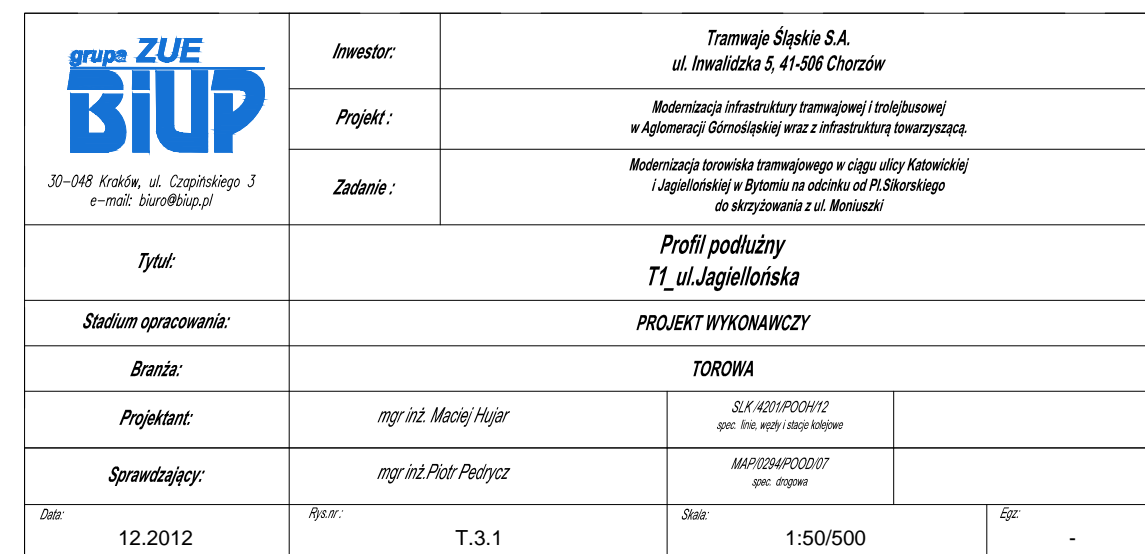 grupa ZUE
BiUP
30-048 Kraków, ul. Czapińskiego 3
e-mail: biuro@biup.pl
Inwestor:
Tramwaje Śląskie S.A.
ul. Inwalidzka 5, 41-506 Chorzów
Projekt :
Modernizacja infrastruktury tramwajowej i trolejbusowej
w Aglomeracji Górnośląskiej wraz z infrastrukturą towarzyszącą.
Zadanie :
Modernizacja torowiska tramwajowego w ciągu ulicy Katowickiej
i Jagiellońskiej w Bytomiu na odcinku od Pl.Sikorskiego
do skrzyżowania z ul. Moniuszki
Tytuł:
Profil podłużny
T1_ul.Jagiellońska
Stadium opracowania:
PROJEKT WYKONAWCZY
Branża:
TOROWA
Projektant:
mgr inż. Maciej Hujar
SLK /4201/POOH/12
spec. linie, węzły i stacje kolejowe
Sprawdzający:
mgr inż.Piotr Pedrycz
MAP/0294/POOD/07
spec. drogowa
Data:
12.2012
Rys.nr :
T.3.1
Skala:
1:50/500
Egz:
-